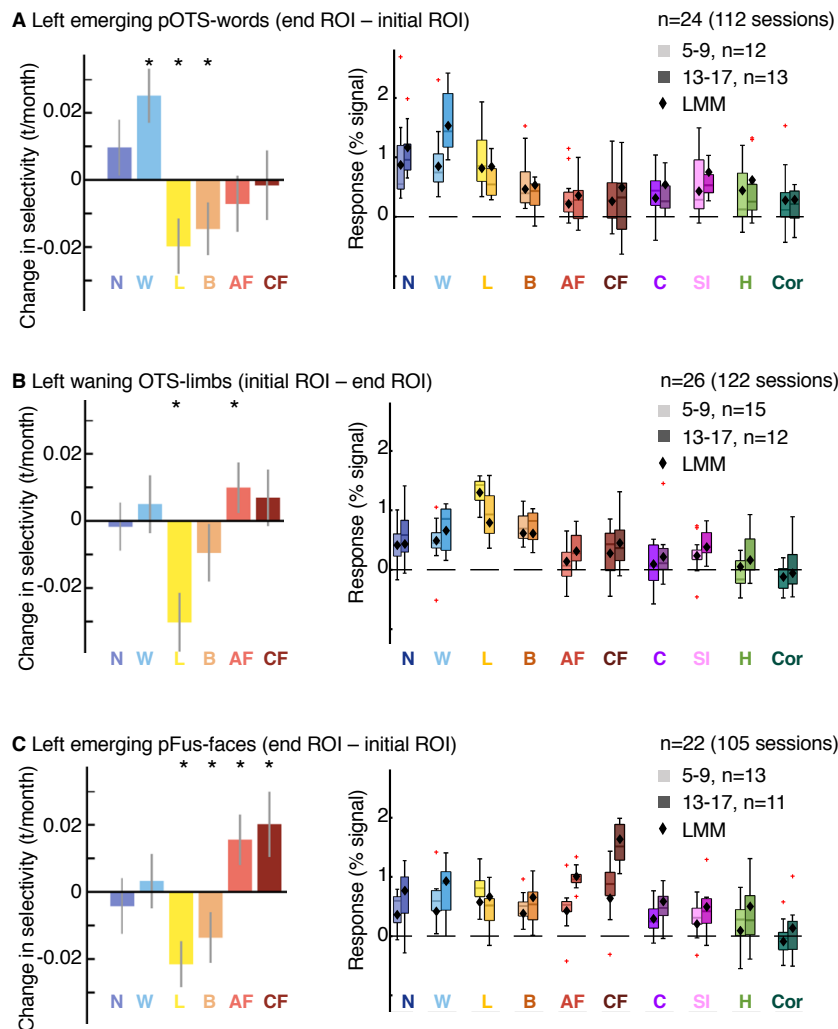 A Left emerging pOTS-words (end ROI – initial ROI)
n=24 (112 sessions)
5-9, n=12
13-17, n=13
LMM
Change in selectivity (t/month)
0.02
0
-0.02
* * *
N W L B AF CF
Response (% signal)
2
1
0
N W L B AF CF C SI H Cor
B Left waning OTS-limbs (initial ROI – end ROI)
n=26 (122 sessions)
5-9, n=15
13-17, n=12
LMM
Change in selectivity (t/month)
0.02
0
-0.02
* *
N W L B AF CF
Response (% signal)
2
1
0
N W L B AF CF C SI H Cor
C Left emerging pFus-faces (end ROI – initial ROI)
n=22 (105 sessions)
5-9, n=13
13-17, n=11
LMM
Change in selectivity (t/month)
0.02
0
-0.02
* * * *
N W L B AF CF
Response (% signal)
2
1
0
N W L B AF CF C SI H Cor